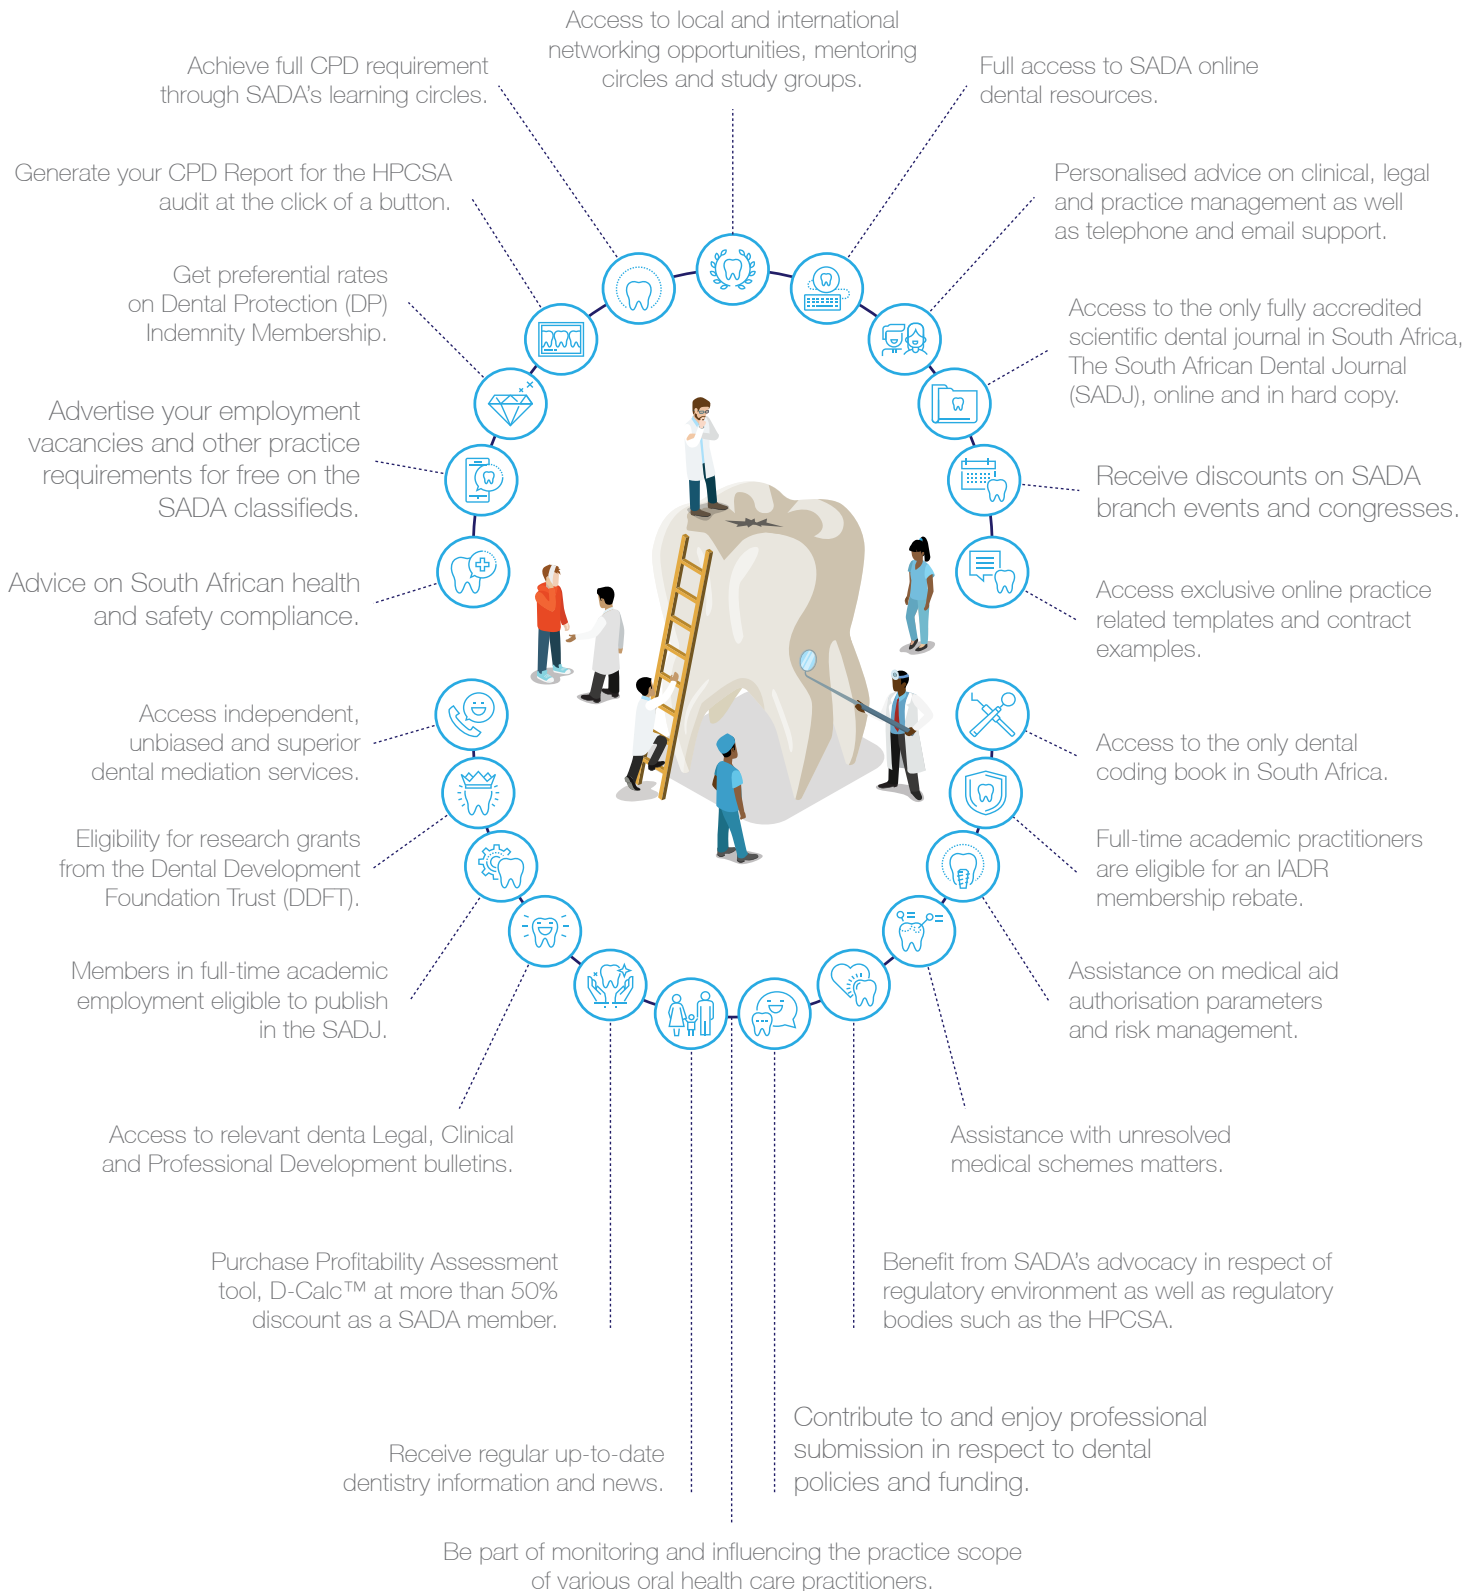 Access to local and international
networking opportunities, mentoring
circles and study groups.
Achieve full CPD requirement
through SADA's learning circles.
Full access to SADA online
dental resources.
Generate your CPD Report for the HPCSA
audit at the click of a button.
Personalised advice on clinical, legal
and practice management as well
as telephone and email support.
Get preferential rates
on Dental Protection (DP)
Indemnity Membership.
Access to the only fully accredited
scientific dental journal in South Africa,
The South African Dental Journal
(SADJ), online and in hard copy.
Advertise your employment
vacancies and other practice
requirements for free on the
SADA classifieds.
Receive discounts on SADA
branch events and congresses.
Advice on South African health
and safety compliance.
Access exclusive online practice
related templates and contract
examples.
Access independent,
unbiased and superior
dental mediation services.
Access to the only dental
coding book in South Africa.
Eligibility for research grants
from the Dental Development
Foundation Trust (DDFT).
Full-time academic practitioners
are eligible for an IADR
membership rebate.
Members in full-time academic
employment eligible to publish
in the SADJ.
Assistance on medical aid
authorisation parameters
and risk management.
Access to relevant denta Legal, Clinical
and Professional Development bulletins.
Assistance with unresolved
medical schemes matters.
Purchase Profitability Assessment
tool, D-Calc™ at more than 50%
discount as a SADA member.
Benefit from SADA's advocacy in respect of
regulatory environment as well as regulatory
bodies such as the HPCSA.
Receive regular up-to-date
dentistry information and news.
Contribute to and enjoy professional
submission in respect to dental
policies and funding.
Be part of monitoring and influencing the practice scope
of various oral health care practitioners.